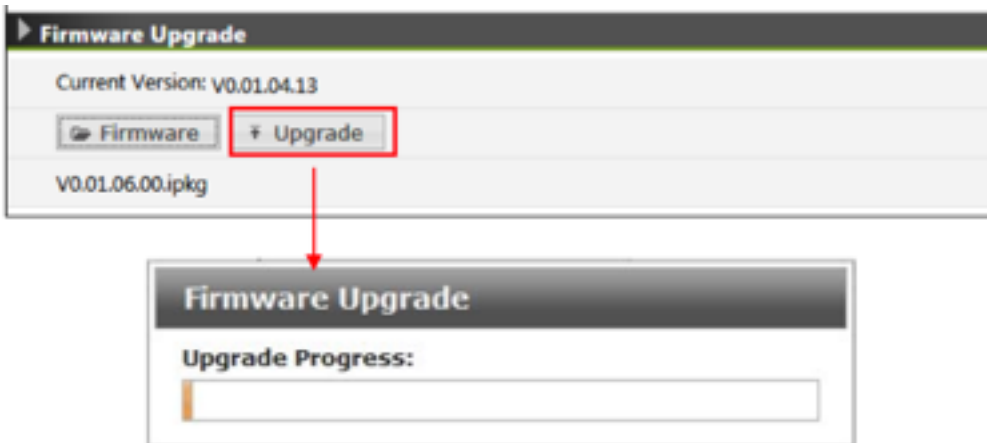 Firmware Upgrade
Current Version: V0.01.04.13
Firmware Upgrade
V0.01.06.00.ipkg
Firmware Upgrade
Upgrade Progress: